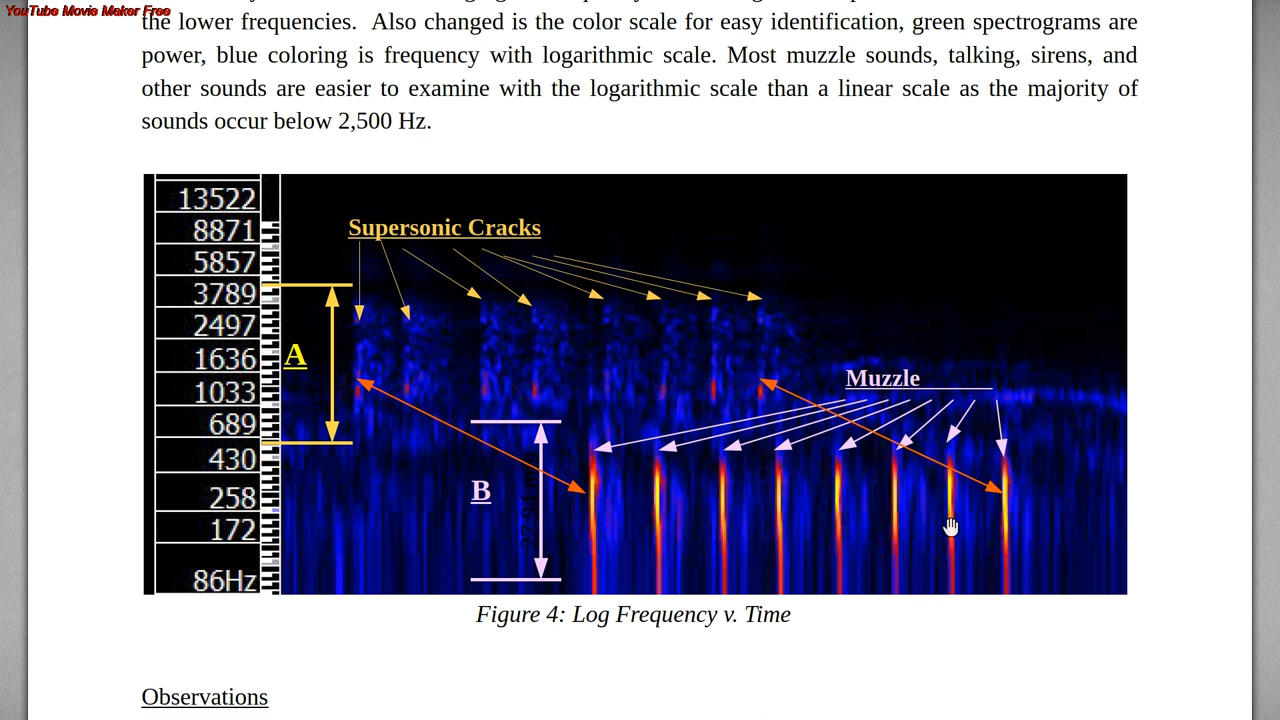 YouTube Movie Maker Free
the lower frequencies. Also changed is the color scale for easy identification, green spectrograms are
power, blue coloring is frequency with logarithmic scale. Most muzzle sounds, talking, sirens, and
other sounds are easier to examine with the logarithmic scale than a linear scale as the majority of
sounds occur below 2,500 Hz.
13522
8871
5857
3789
2497
1636
1033
689
430
258
172
86Hz
Supersonic Cracks
A
Muzzle
B
Figure 4: Log Frequency v. Time
Observations